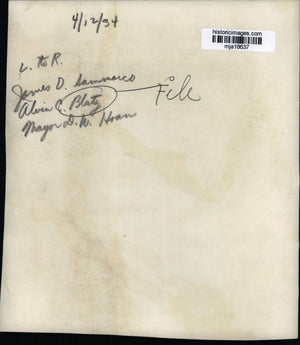 4/12/34
historicimages.com
mja18637
L. to R.
James D. Sammarco
Alvin C. Blatz File
Mayor D. W. Hoan